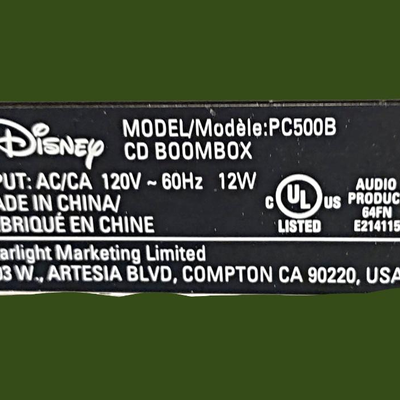 Disney MODEL/Modèle:PC500B
CD BOOMBOX
PUT: AC/CA 120V ~ 60Hz 12W
ADE IN CHINA/
ABRIQUÉ EN CHINE
C UL US
LISTED
AUDIO
PRODUC
64FN
E214115
arlight Marketing Limited
03 W., ARTESIA BLVD, COMPTON CA 90220, USA